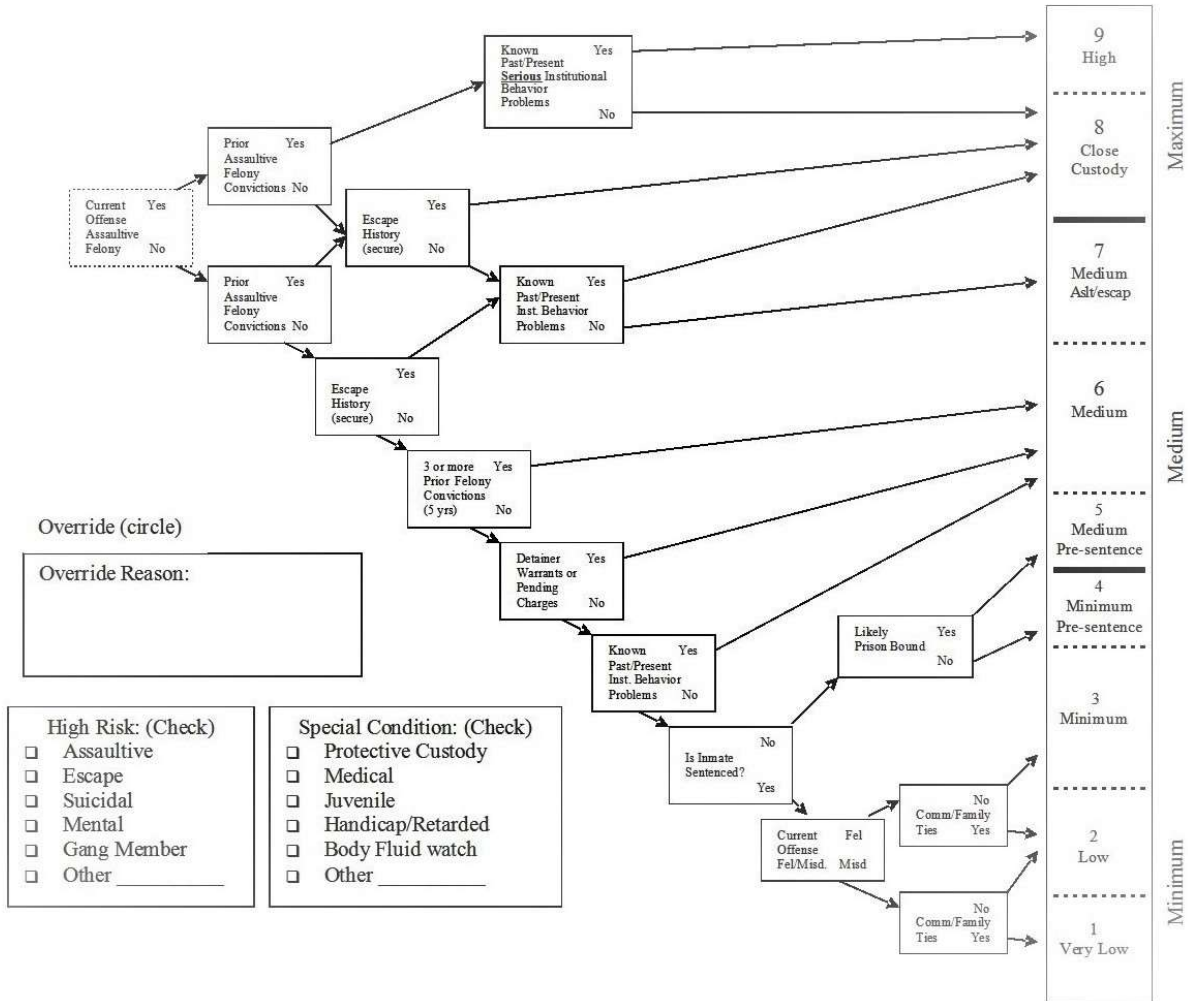 Known Yes
Past/Present
Serious Institutional
Behavior
Problems
No
Prior Yes
Assaultive
Felony
Convictions No
Current Yes
Offense
Assaultive
Felony No
Yes
Escape
History
(secure) No
Prior Yes
Assaultive
Felony
Convictions No
Known Yes
Past/Present
Inst. Behavior
Problems No
Yes
Escape
History
(secure) No
3 or more Yes
Prior Felony
Convictions
(5 yrs) No
Detainer Yes
Warrants or
Pending
Charges No
Known Yes
Past/Present
Inst. Behavior
Problems No
Likely Yes
Prison Bound
No
No
Is Inmate
Sentenced?
Yes
Current Fel
Offense
Fel/Misd. Misd
No
Comm/Family
Ties Yes
No
Comm/Family
Ties Yes
9
High
8
Close
Custody
7
Medium
Aslt/escap
6
Medium
5
Medium
Pre-sentence
4
Minimum
Pre-sentence
3
Minimum
2
Low
1
Very Low
Maximum
Medium
Minimum
Override (circle)
Override Reason:
High Risk: (Check)
❑ Assaultive
❑ Escape
❑ Suicidal
❑ Mental
❑ Gang Member
❑ Other __________
Special Condition: (Check)
❑ Protective Custody
❑ Medical
❑ Juvenile
❑ Handicap/Retarded
❑ Body Fluid watch
❑ Other __________